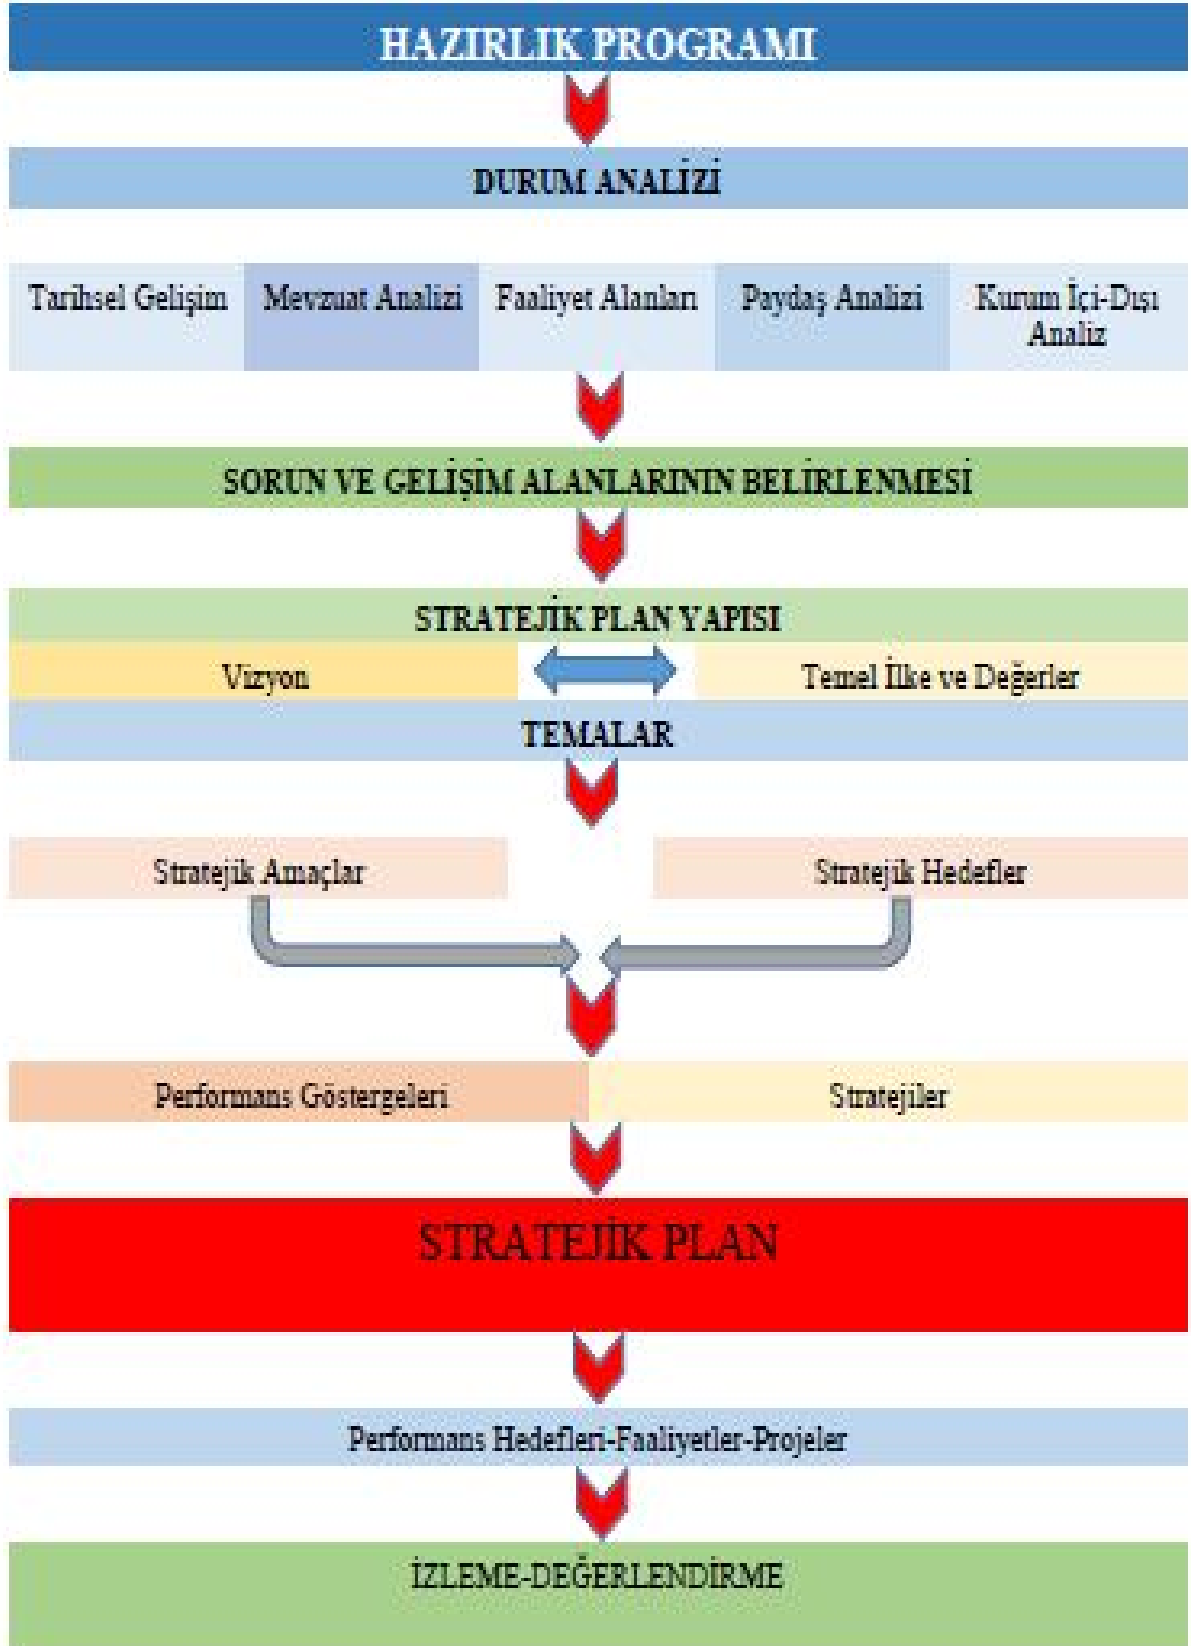 HAZIRLIK PROGRAMI
DURUM ANALİZİ
Tarihsel Gelişim
Mevzuat Analizi
Faaliyet Alanları
Paydaş Analizi
Kurum İçi-Dışı
Analiz
SORUN VE GELİŞİM ALANLARININ BELİRLENMESİ
STRATEJİK PLAN YAPISI
Vizyon
Temel İlke ve Değerler
TEMALAR
Stratejik Amaçlar
Stratejik Hedefler
Performans Göstergeleri
Stratejiler
STRATEJİK PLAN
Performans Hedefleri-Faaliyetler-Projeler
İZLEME-DEĞERLENDİRME